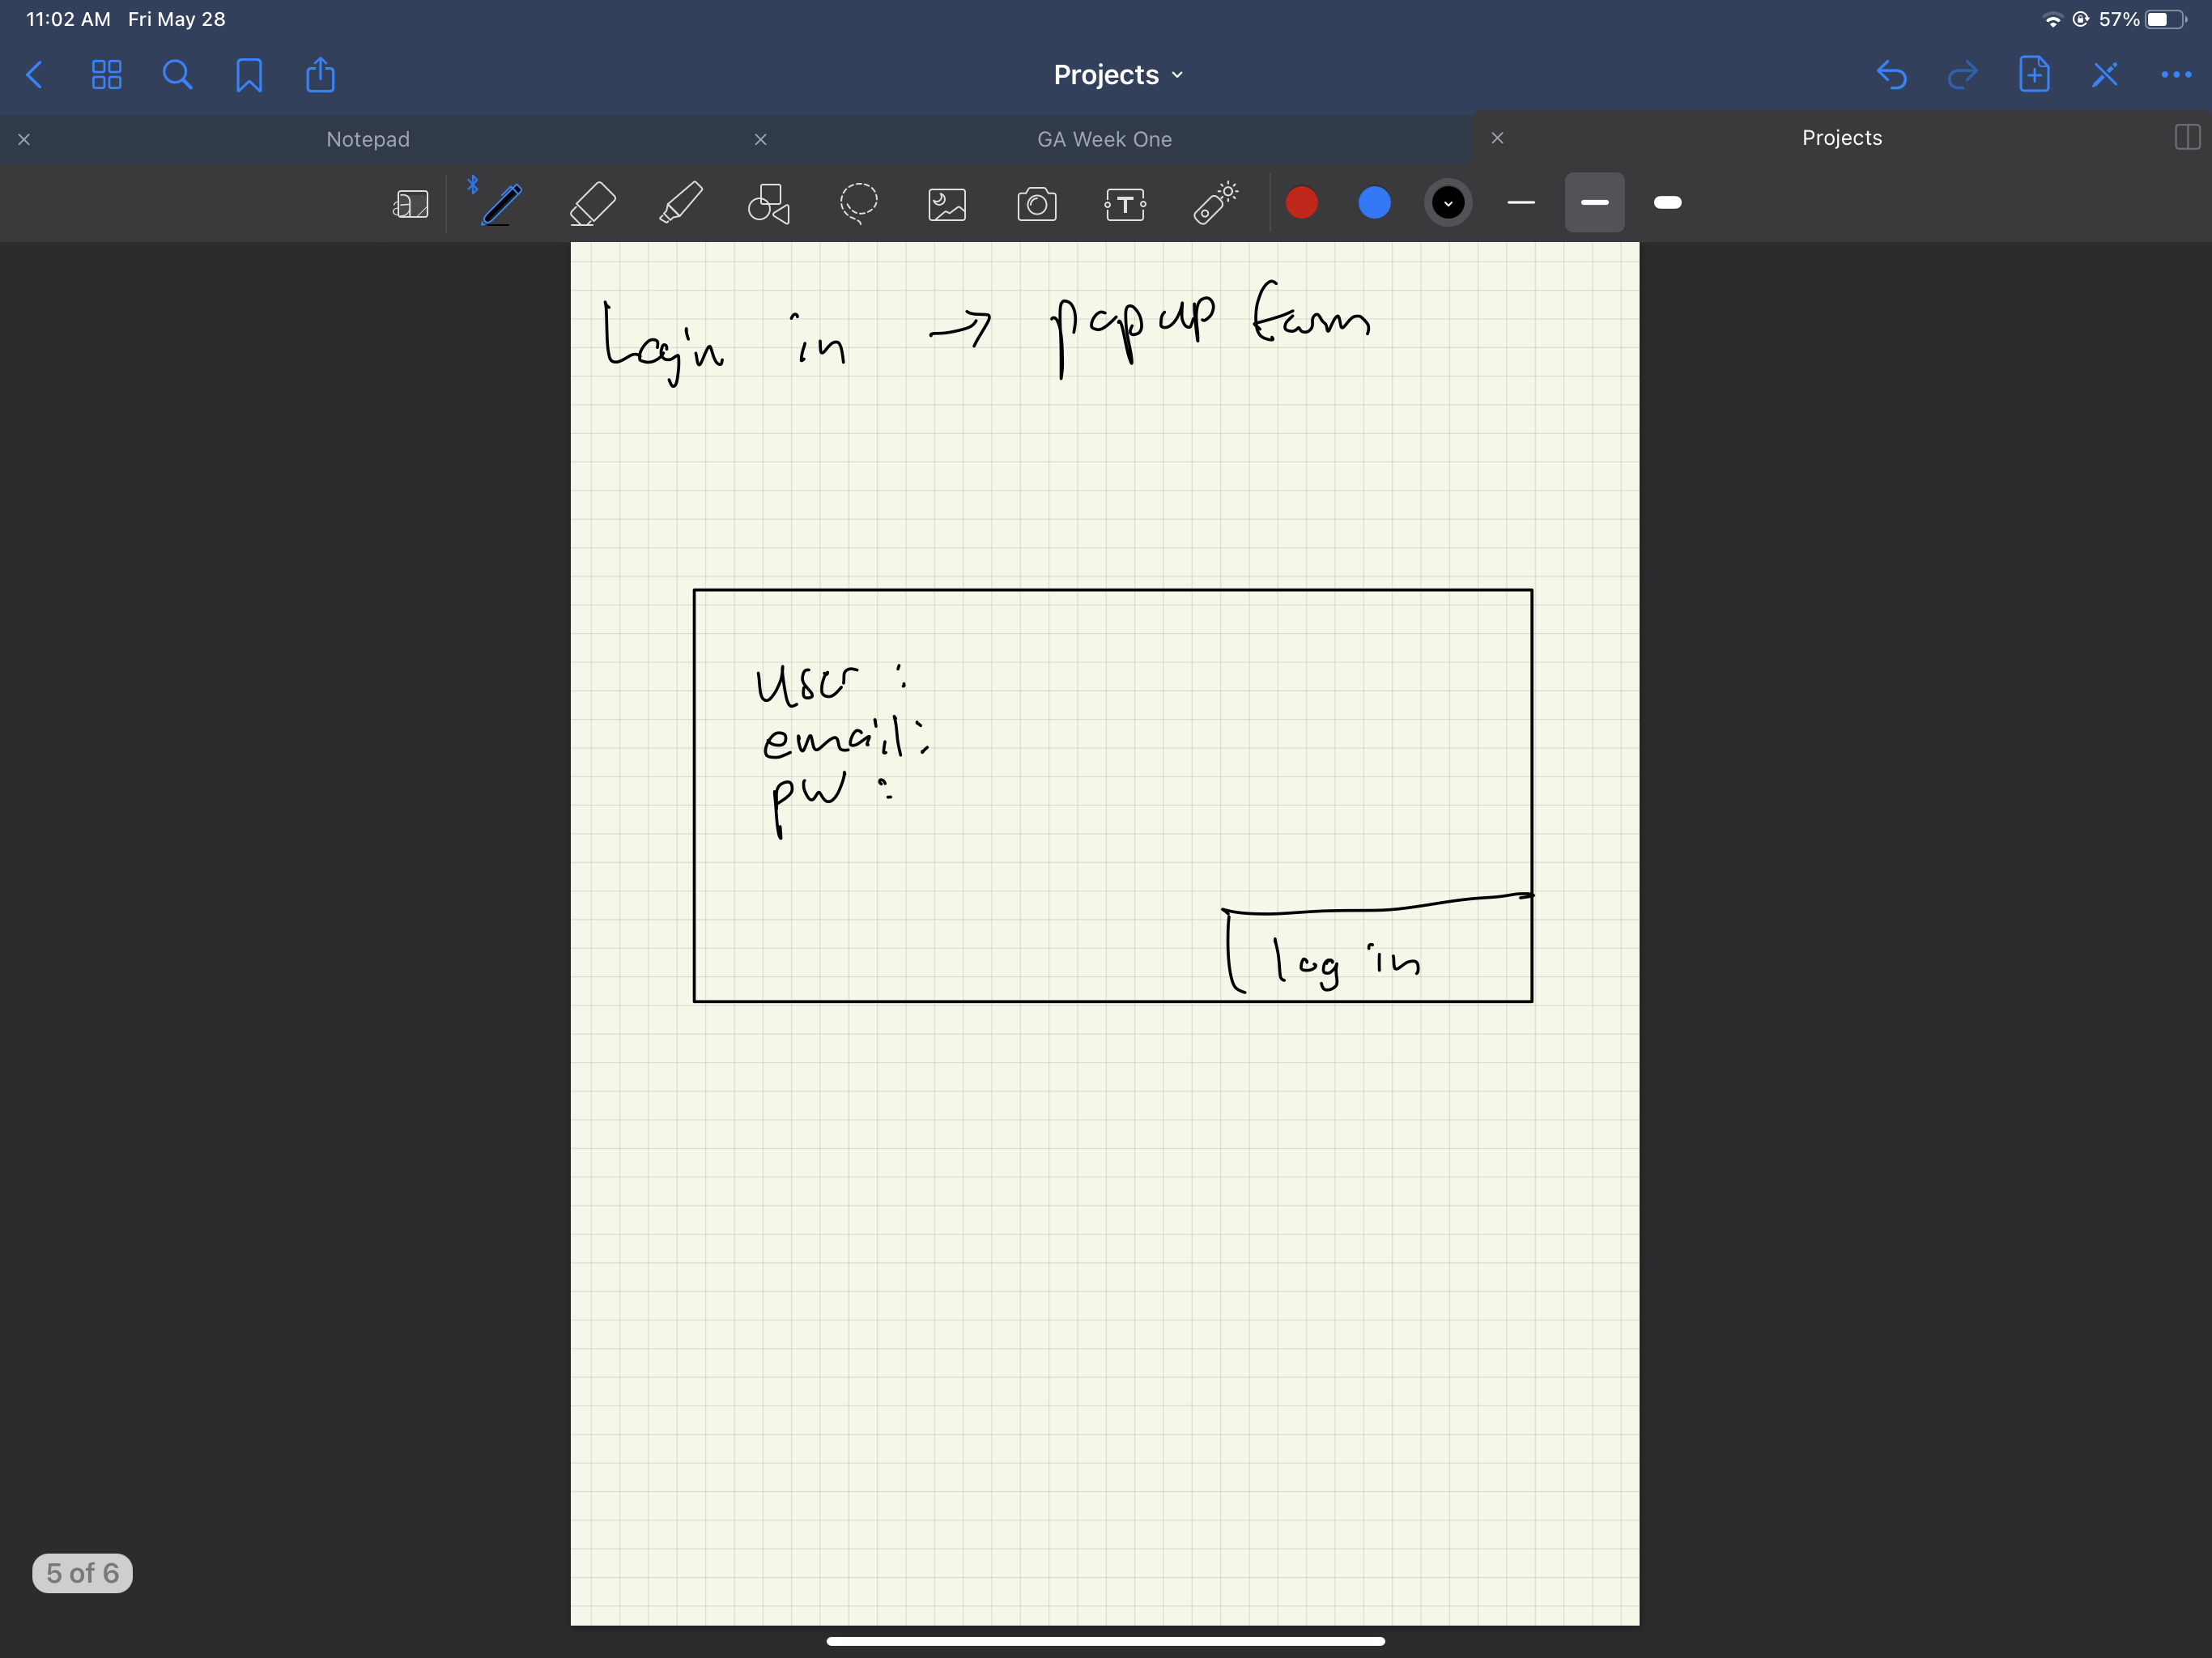 11:02 AM Fri May 28 57%
Projects
Notepad GA Week One Projects
T
Login in → popup form
user :
email:
pw :
log in
5 of 6